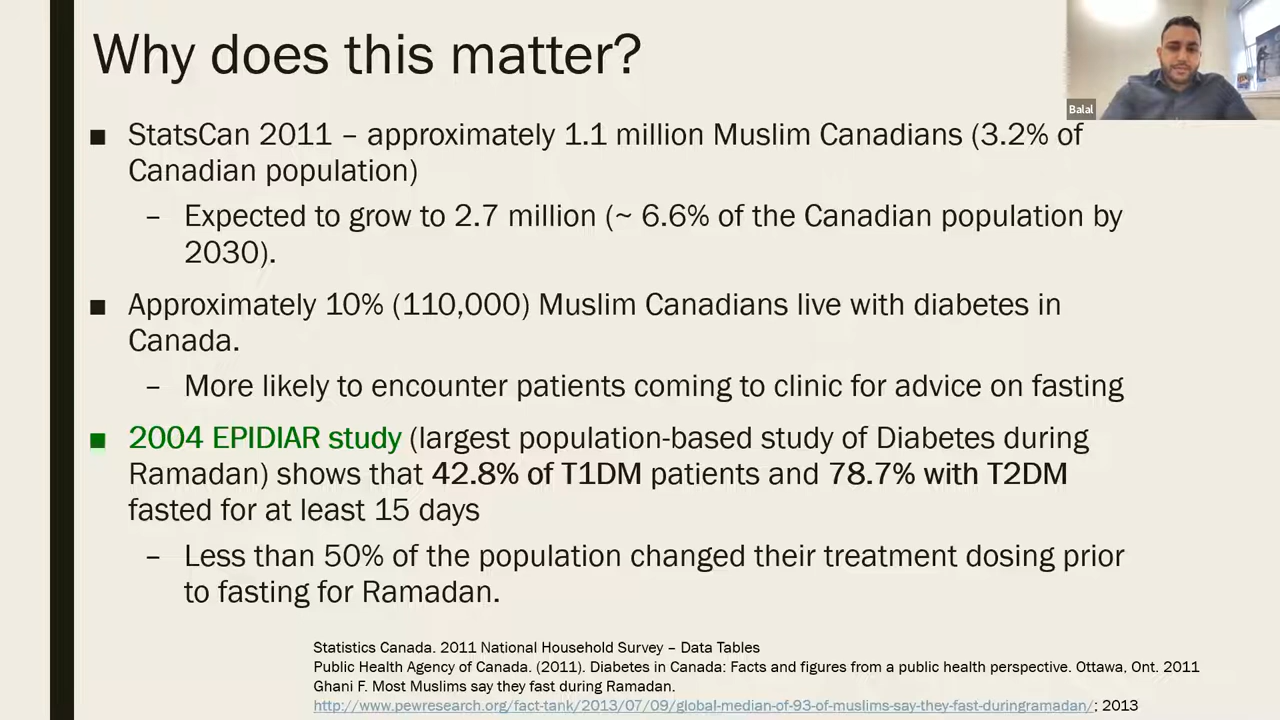 Why does this matter?
Balal
■ StatsCan 2011 – approximately 1.1 million Muslim Canadians (3.2% of
Canadian population)
– Expected to grow to 2.7 million (~ 6.6% of the Canadian population by
2030).
■ Approximately 10% (110,000) Muslim Canadians live with diabetes in
Canada.
– More likely to encounter patients coming to clinic for advice on fasting
■ 2004 EPIDIAR study (largest population-based study of Diabetes during
Ramadan) shows that 42.8% of T1DM patients and 78.7% with T2DM
fasted for at least 15 days
– Less than 50% of the population changed their treatment dosing prior
to fasting for Ramadan.
Statistics Canada. 2011 National Household Survey – Data Tables
Public Health Agency of Canada. (2011). Diabetes in Canada: Facts and figures from a public health perspective. Ottawa, Ont. 2011
Ghani F. Most Muslims say they fast during Ramadan.
http://www.pewresearch.org/fact-tank/2013/07/09/global-median-of-93-of-muslims-say-they-fast-duringramadan/; 2013